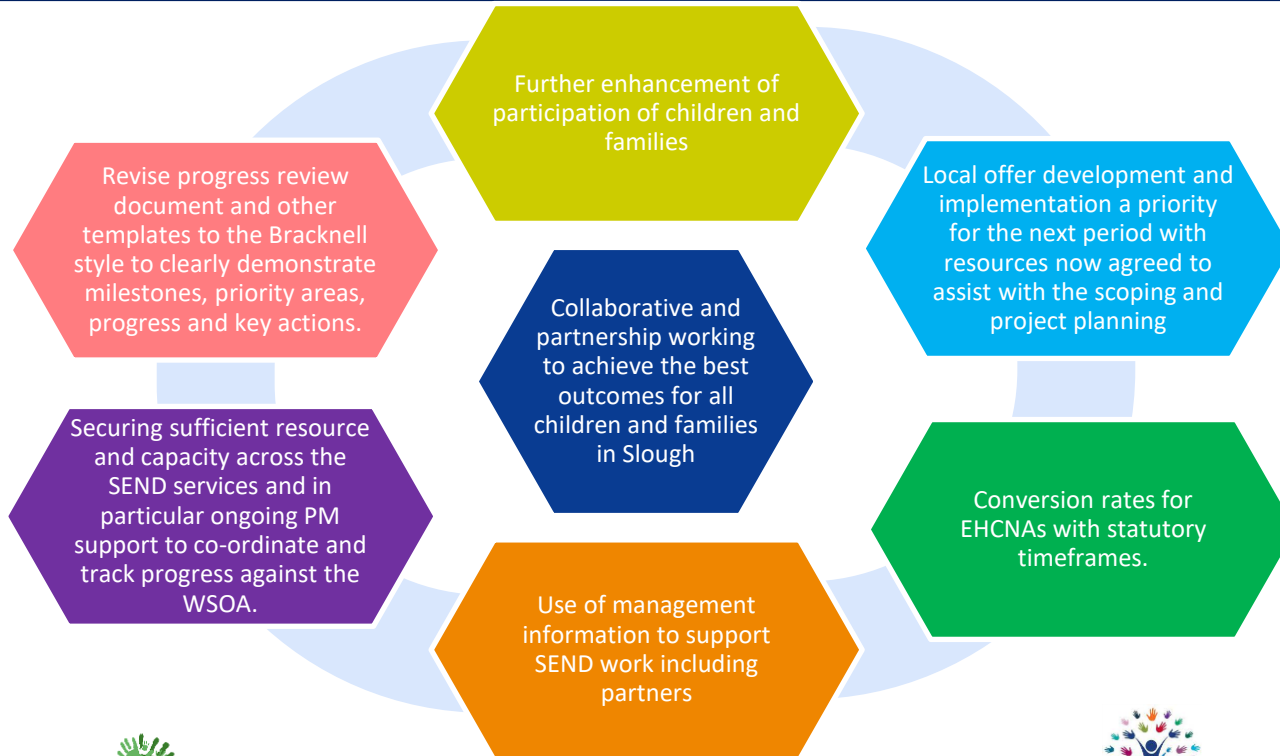 Further enhancement of
participation of children and
families
Local offer development and
implementation a priority
for the next period with
resources now agreed to
assist with the scoping and
project planning
Conversion rates for
EHCNAs with statutory
timeframes.
Use of management
information to support
SEND work including
partners
Securing sufficient resource
and capacity across the
SEND services and in
particular ongoing PM
support to co-ordinate and
track progress against the
WSOA.
Revise progress review
document and other
templates to the Bracknell
style to clearly demonstrate
milestones, priority areas,
progress and key actions.
Collaborative and
partnership working
to achieve the best
outcomes for all
children and families
in Slough